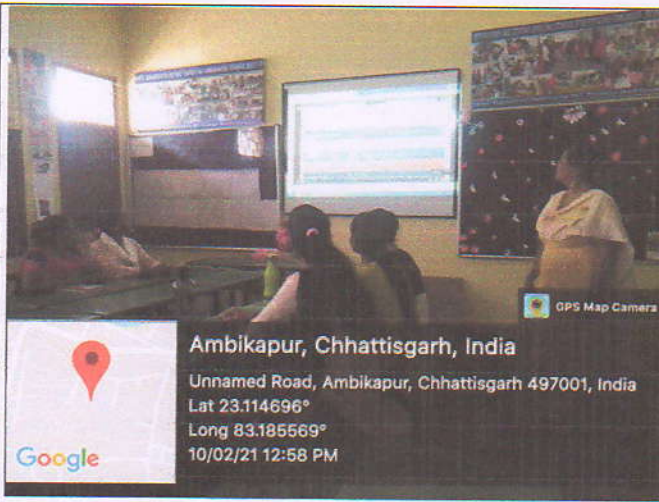 GPS Map Camera
Ambikapur, Chhattisgarh, India
Unnamed Road, Ambikapur, Chhattisgarh 497001, India
Lat 23.114696°
Long 83.185569°
10/02/21 12:58 PM
Google